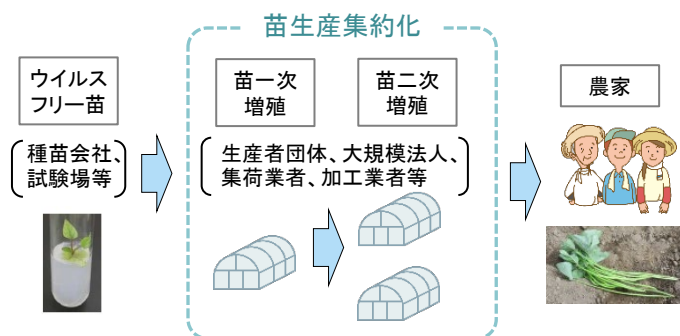 苗生産集約化
ウイルス
フリー苗
種苗会社、
試験場等
苗一次
増殖
苗二次
増殖
生産者団体、大規模法人、
集荷業者、加工業者等
農家